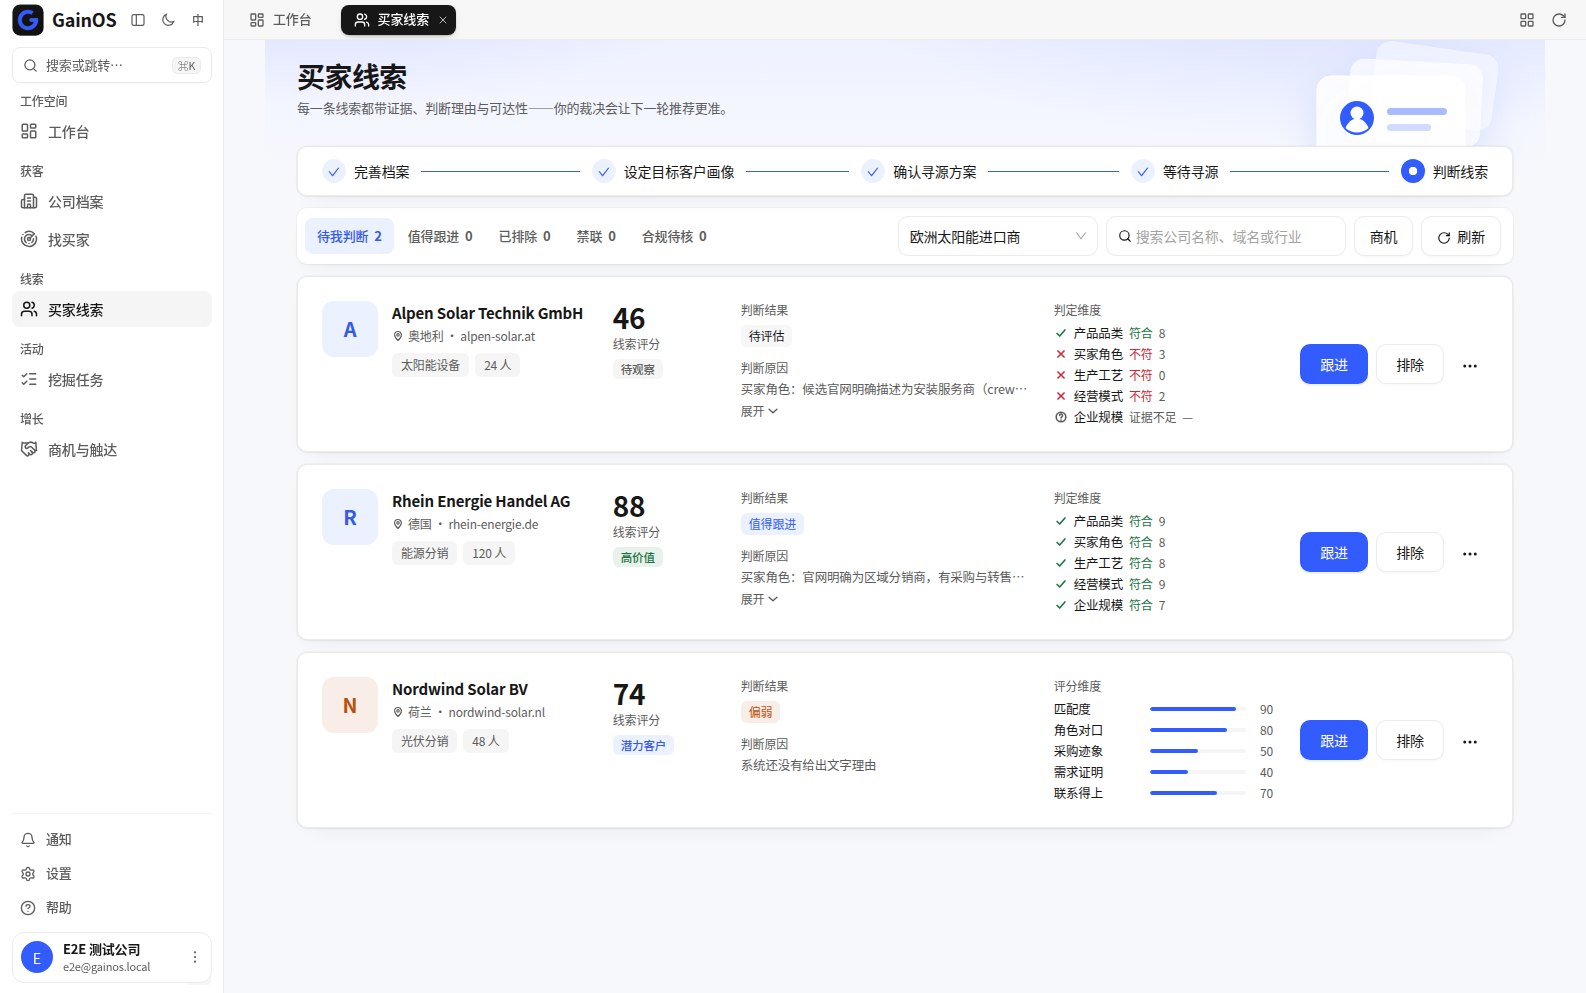 GainOS
中
搜索或跳转… ⌘K
工作空间
工作台
获客
公司档案
找买家
线索
买家线索
活动
挖掘任务
增长
商机与触达
通知
设置
帮助
E
E2E 测试公司
e2e@gainos.local
工作台
买家线索
买家线索
每一条线索都带证据、判断理由与可达性——你的裁决会让下一轮推荐更准。
完善档案
设定目标客户画像
确认寻源方案
等待寻源
判断线索
待我判断 2
值得跟进 0
已排除 0
禁联 0
合规待核 0
欧洲太阳能进口商
搜索公司名称、域名或行业
商机
刷新
A
Alpen Solar Technik GmbH
奥地利 · alpen-solar.at
太阳能设备 24 人
46
线索评分
待观察
判断结果
待评估
判断原因
买家角色：候选官网明确描述为安装服务商（crew…
展开
判定维度
产品品类 符合 8
买家角色 不符 3
生产工艺 不符 0
经营模式 不符 2
企业规模 证据不足 —
跟进
排除
R
Rhein Energie Handel AG
德国 · rhein-energie.de
能源分销 120 人
88
线索评分
高价值
判断结果
值得跟进
判断原因
买家角色：官网明确为区域分销商，有采购与转售…
展开
判定维度
产品品类 符合 9
买家角色 符合 8
生产工艺 符合 8
经营模式 符合 9
企业规模 符合 7
跟进
排除
N
Nordwind Solar BV
荷兰 · nordwind-solar.nl
光伏分销 48 人
74
线索评分
潜力客户
判断结果
偏弱
判断原因
系统还没有给出文字理由
评分维度
匹配度 90
角色对口 80
采购迹象 50
需求证明 40
联系得上 70
跟进
排除